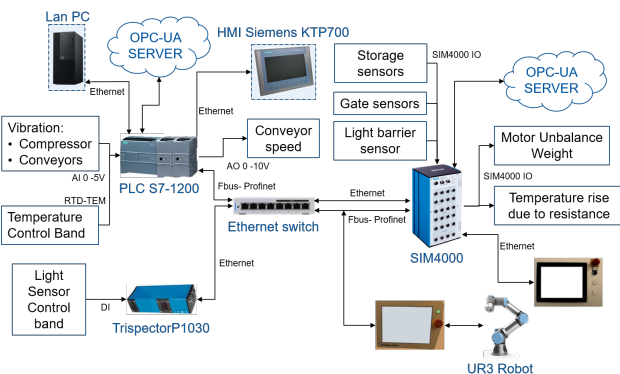 Lan PC
OPC-UA
SERVER
HMI Siemens KTP700
Storage
sensors
SIM4000 IO
OPC-UA
SERVER
Ethernet
Ethernet
Gate sensors
Vibration:
• Compressor
• Conveyors
Conveyor
speed
Light barrier
sensor
Motor Unbalance
Weight
AI 0 -5V
PLC S7-1200
AO 0 -10V
SIM4000 IO
RTD-TEM
Fbus- Profinet
Ethernet
Temperature
Control Band
Temperature rise
due to resistance
Fbus- Profinet
Ethernet switch
Ethernet
SIM4000
Ethernet
Light
Sensor
Control
band
DI
TrispectorP1030
UR3 Robot